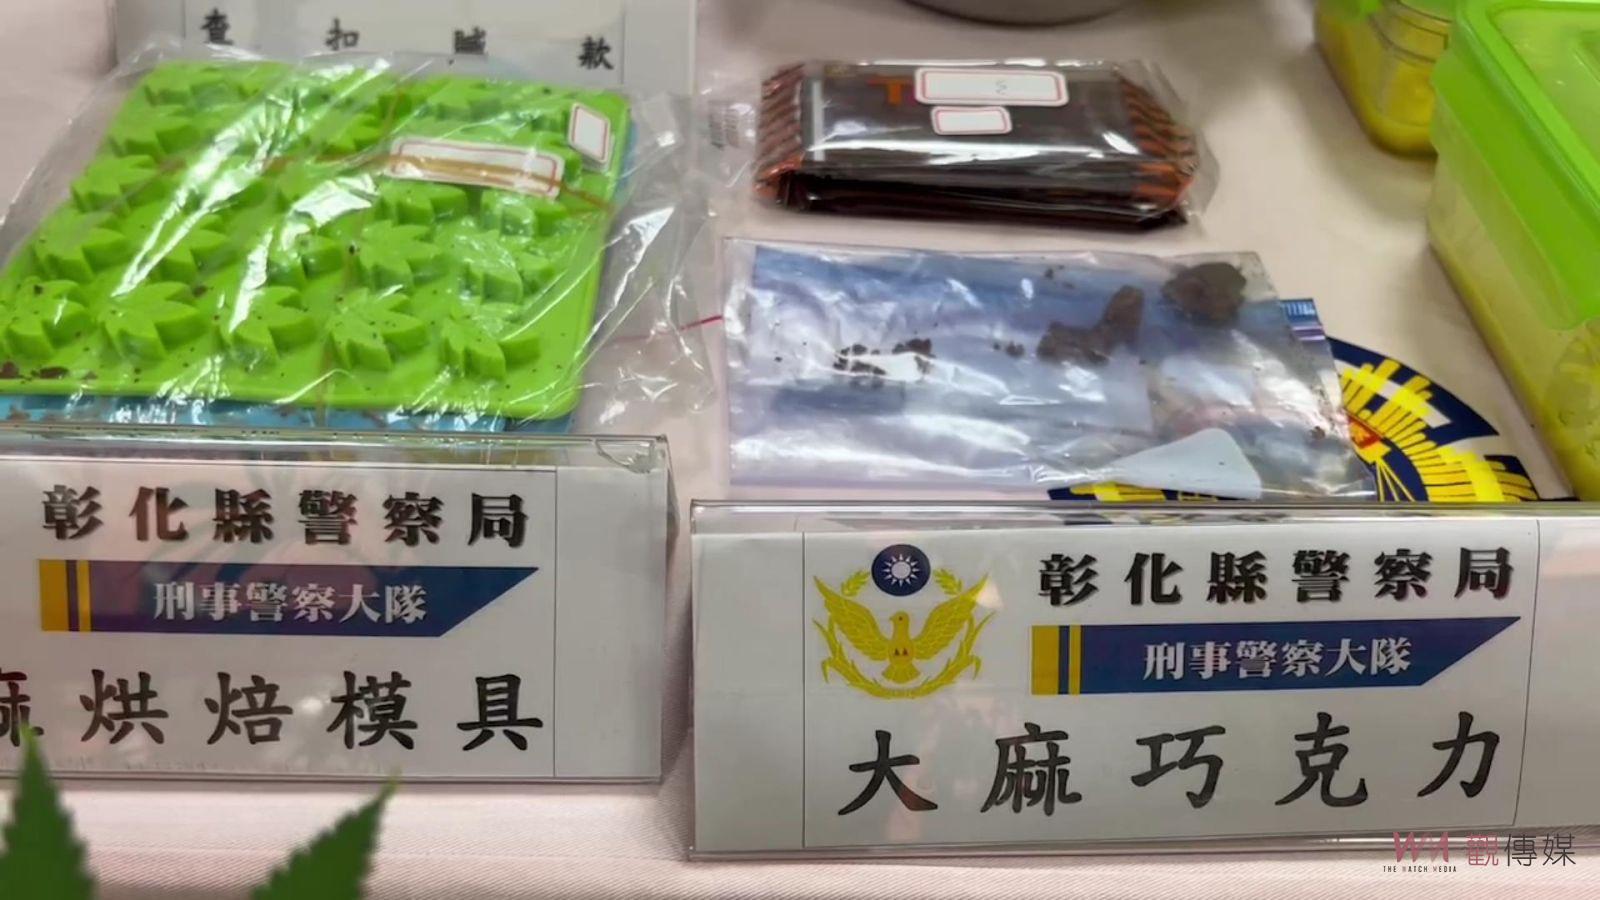 查扣贓款
彰化縣警察局
刑事警察大隊
麻烘焙模具
彰化縣警察局
刑事警察大隊
大麻巧克力
WM 觀傳媒
THE WATCH MEDIA